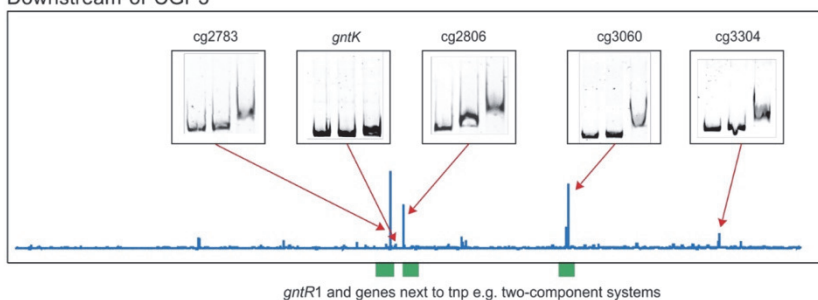 Downstream of CGP3
cg2783 gntK cg2806 cg3060 cg3304
gntR1 and genes next to tnp e.g. two-component systems